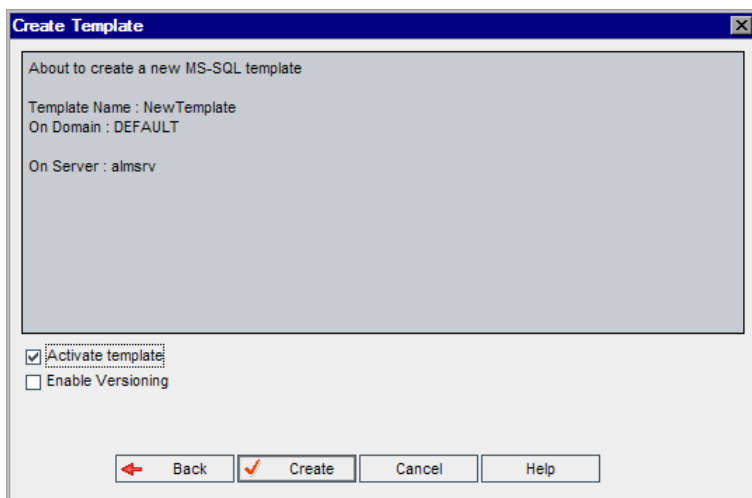 Create Template
About to create a new MS-SQL template
Template Name : NewTemplate
On Domain : DEFAULT
On Server : almsrv
Activate template
Enable Versioning
Back Create Cancel Help